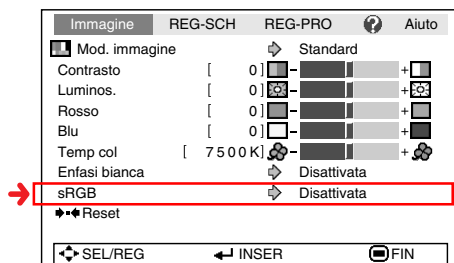 Immagine REG-SCH REG-PRO ? Aiuto
Mod. immagine Standard
Contrasto [ 0] - +
Luminos. [ 0] - +
Rosso [ 0] - +
Blu [ 0] - +
Temp col [ 7500K] - +
Enfasi bianca Disattivata
sRGB Disattivata
Reset
SEL/REG INSER FIN